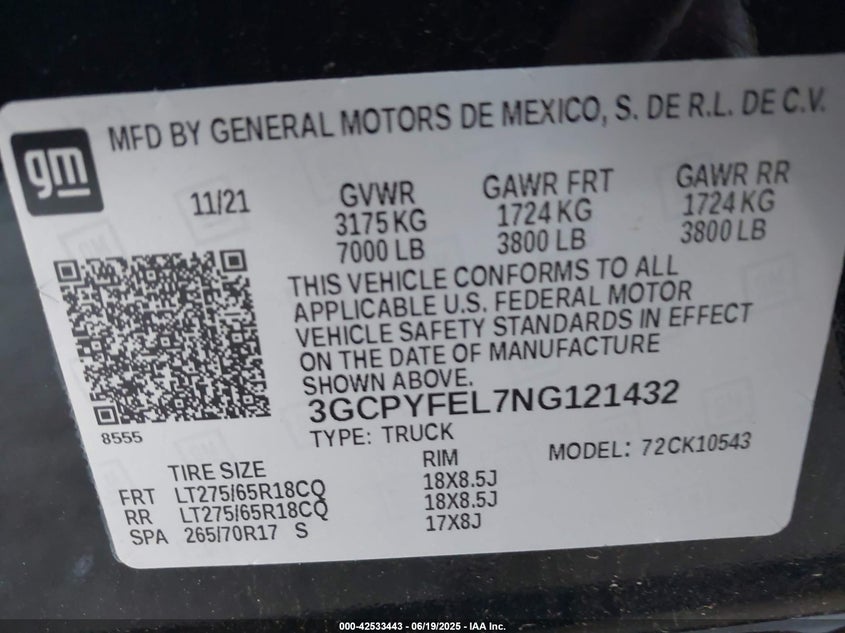 gm
MFD BY GENERAL MOTORS DE MEXICO, S. DE R.L. DE C.V.
11/21
GVWR
3175 KG
7000 LB
GAWR FRT
1724 KG
3800 LB
GAWR RR
1724 KG
3800 LB
THIS VEHICLE CONFORMS TO ALL
APPLICABLE U.S. FEDERAL MOTOR
VEHICLE SAFETY STANDARDS IN EFFECT
ON THE DATE OF MANUFACTURE
SHOWN ABOVE.
8555
3GCPYFEL7NG121432
TYPE: TRUCK
MODEL: 72CK10543
TIRE SIZE RIM
FRT LT275/65R18CQ 18X8.5J
RR LT275/65R18CQ 18X8.5J
SPA 265/70R17 S 17X8J
000-42533443 - 06/19/2025 - IAA Inc.